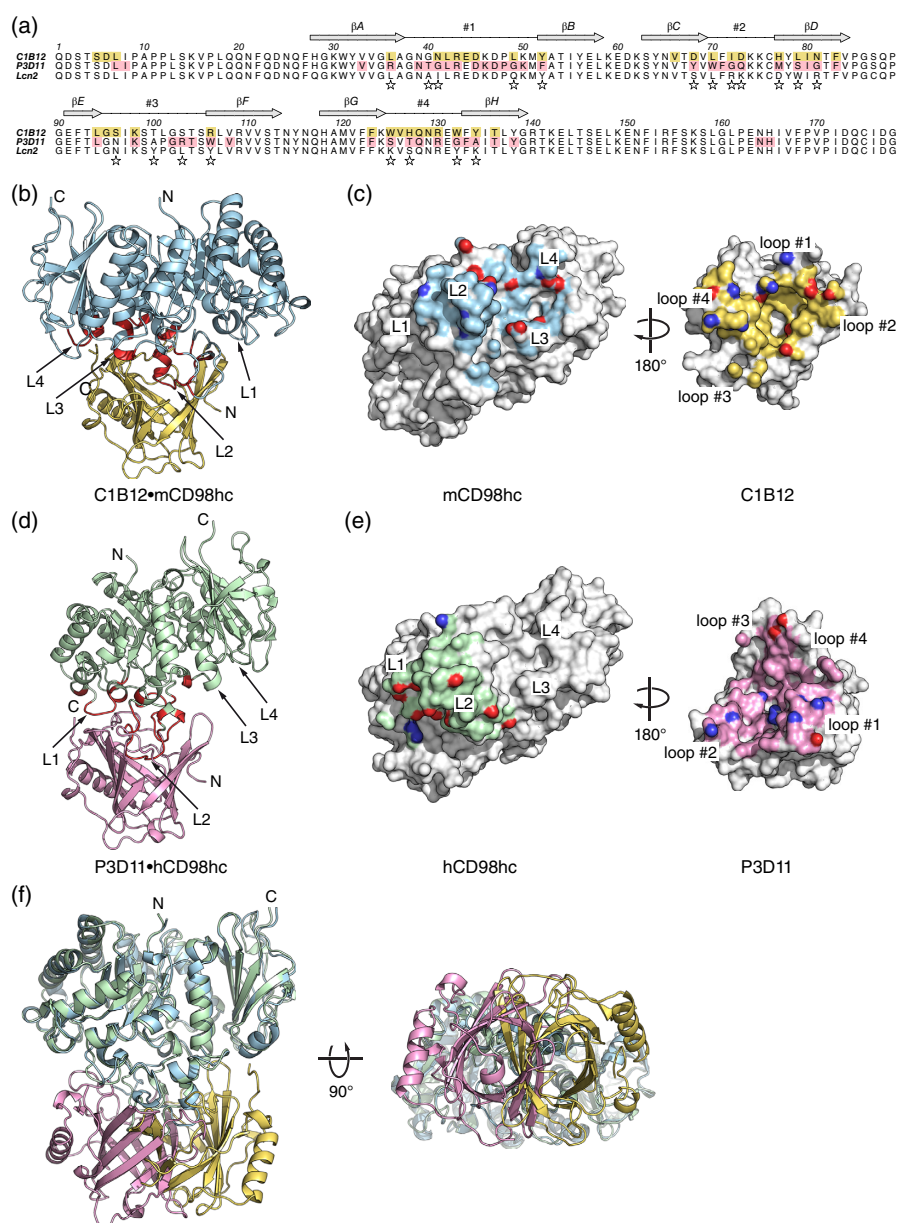 (a)
βA #1 βB βC #2 βD
1 10 20 30 40 50 60 70 80
C1B12 QDSTSDLIPAPPLSKVPLQQNFQDNQFHGKWYVVGLAGNGNLREDKDPLKMYATIYELKEDKSYNVTDVLFIDKKCHYLINTFVPGSQP
P3D11 QDSTSDLIPAPPLSKVPLQQNFQDNQFHGKWYVVGRAGNTGLREDKDPGKMFATIYELKEDKSYNVTYVWFGQKKCMYSIGTFVPGSQP
Lcn2 QDSTSDLIPAPPLSKVPLQQNFQDNQFHGKWYVVGLAGNAILREDKDPQKMYATIYELKEDKSYNVTSVLFRKKKCDYWIRTFVPGCQP
βE #3 βF βG #4 βH
90 100 110 120 130 140 150 160 170
C1B12 GEFTLGSIKSTLGSTSRLVRVVSTNYNQHAMVFFKWVHQNREWFYITLYGRTKELTSELKENFIRFSKSLGLPENHIVFPVPIDQCIDG
P3D11 GEFTLGNIKSAPGRTSWLVRVVSTNYNQHAMVFFKSVTQNREGFAITLYGRTKELTSELKENFIRFSKSLGLPENHIVFPVPIDQCIDG
Lcn2 GEFTLGNIKSYPGLTSYLVRVVSTNYNQHAMVFFKKVSQNREYFKITLYGRTKELTSELKENFIRFSKSLGLPENHIVFPVPIDQCIDG
(b)
C N
L4
L3
C
N
L1
L2
C1B12•mCD98hc
(c)
L4
L2
L1
L3
180°
loop #1
loop #4
loop #2
loop #3
mCD98hc
C1B12
(d)
C
N
C
L1
L4
L3
N
L2
P3D11•hCD98hc
(e)
L4
L1
L2
L3
180°
loop #3
loop #4
loop #1
loop #2
hCD98hc
P3D11
(f)
N C
90°